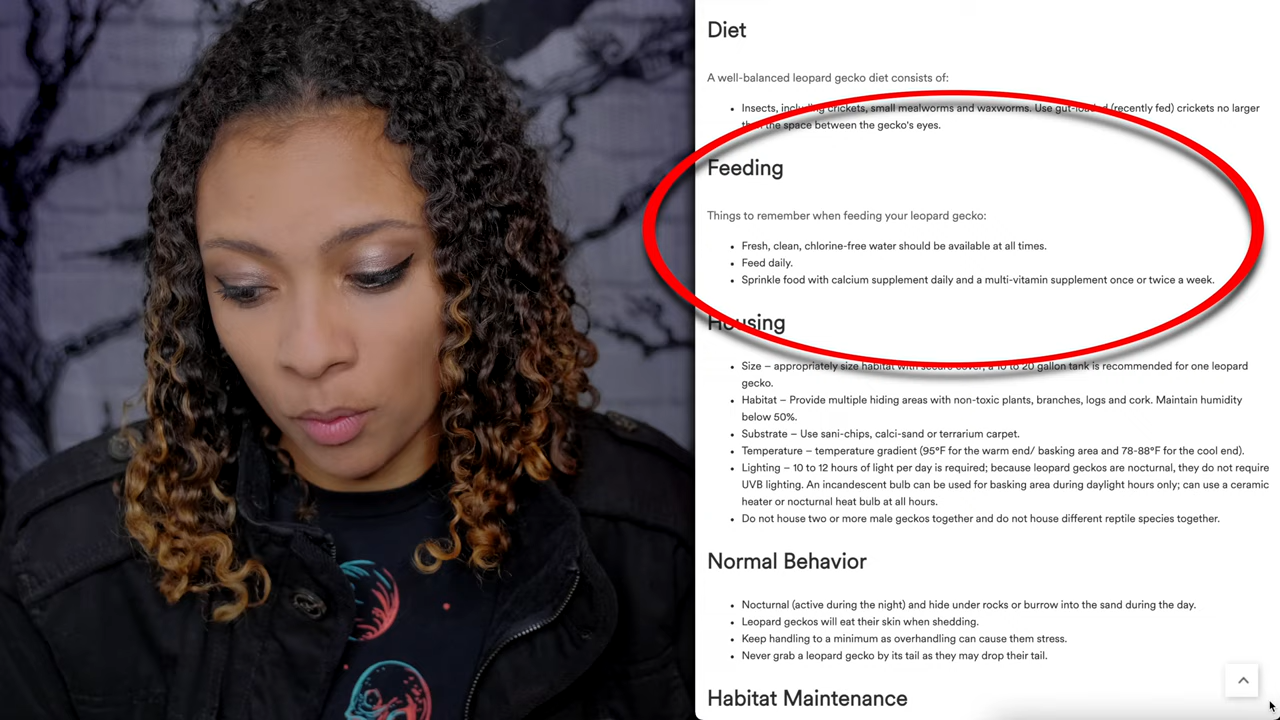 Diet
A well-balanced leopard gecko diet consists of:
• Insects, including crickets, small mealworms and waxworms. Use gut-loaded (recently fed) crickets no larger
than the space between the gecko's eyes.
Feeding
Things to remember when feeding your leopard gecko:
• Fresh, clean, chlorine-free water should be available at all times.
• Feed daily.
• Sprinkle food with calcium supplement daily and a multi-vitamin supplement once or twice a week.
Housing
• Size – appropriately size habitat with secure cover; a 10 to 20 gallon tank is recommended for one leopard
gecko.
• Habitat – Provide multiple hiding areas with non-toxic plants, branches, logs and cork. Maintain humidity
below 50%.
• Substrate – Use sani-chips, calci-sand or terrarium carpet.
• Temperature – temperature gradient (95°F for the warm end/ basking area and 78-88°F for the cool end).
• Lighting – 10 to 12 hours of light per day is required; because leopard geckos are nocturnal, they do not require
UVB lighting. An incandescent bulb can be used for basking area during daylight hours only; can use a ceramic
heater or nocturnal heat bulb at all hours.
• Do not house two or more male geckos together and do not house different reptile species together.
Normal Behavior
• Nocturnal (active during the night) and hide under rocks or burrow into the sand during the day.
• Leopard geckos will eat their skin when shedding.
• Keep handling to a minimum as overhandling can cause them stress.
• Never grab a leopard gecko by its tail as they may drop their tail.
Habitat Maintenance